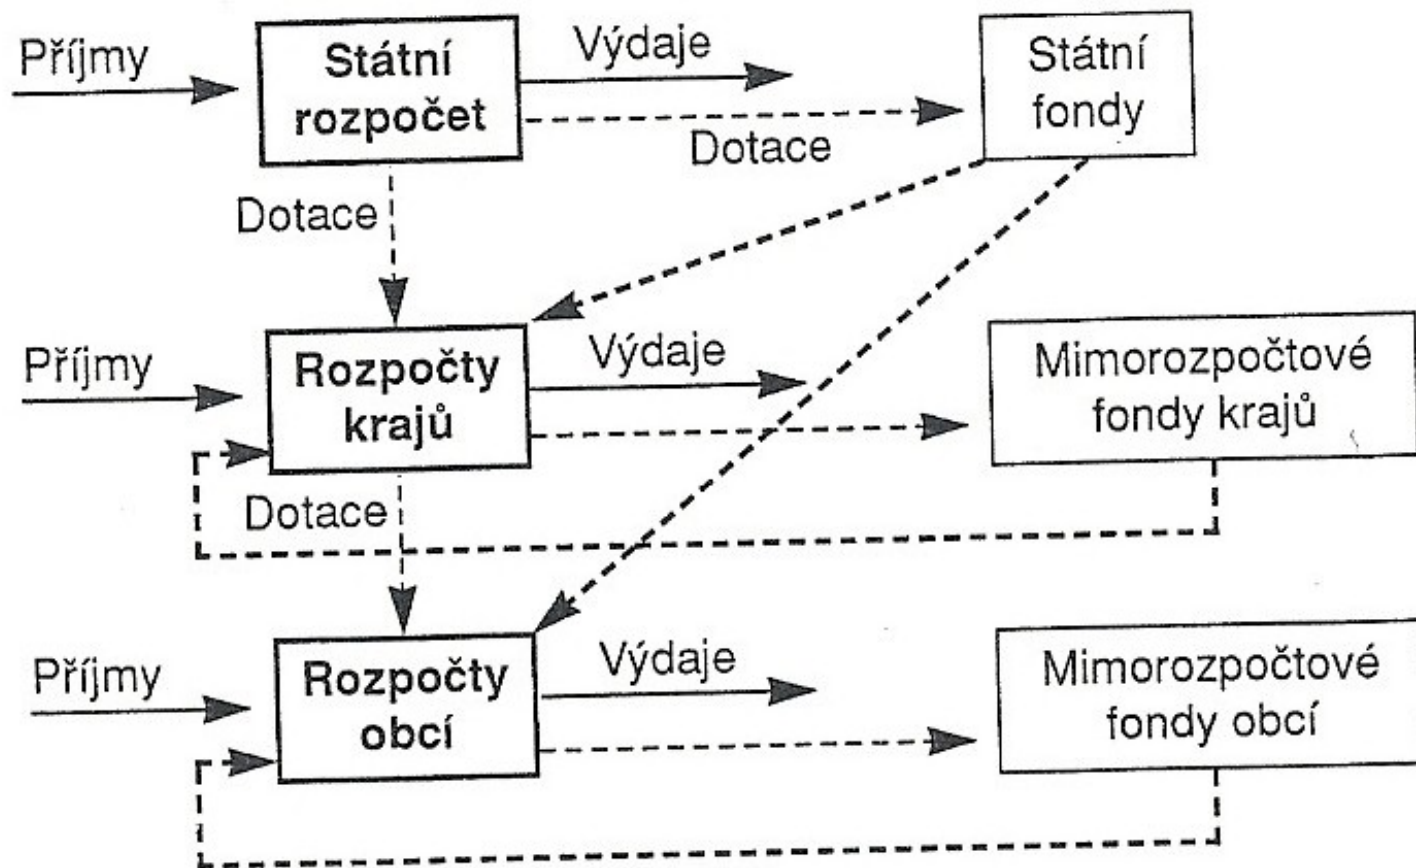 Příjmy
Státní
rozpočet
Výdaje
Dotace
Státní
fondy
Dotace
Příjmy
Rozpočty
krajů
Výdaje
Mimorozpočtové
fondy krajů
Dotace
Příjmy
Rozpočty
obcí
Výdaje
Mimorozpočtové
fondy obcí